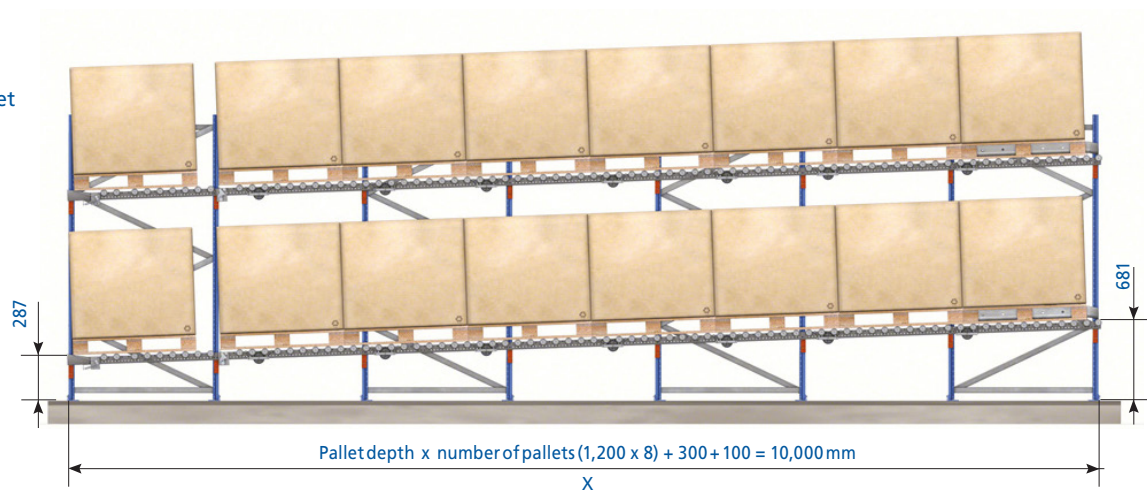 et
287
681
Pallet depth x number of pallets (1,200 x 8) + 300 + 100 = 10,000 mm
X